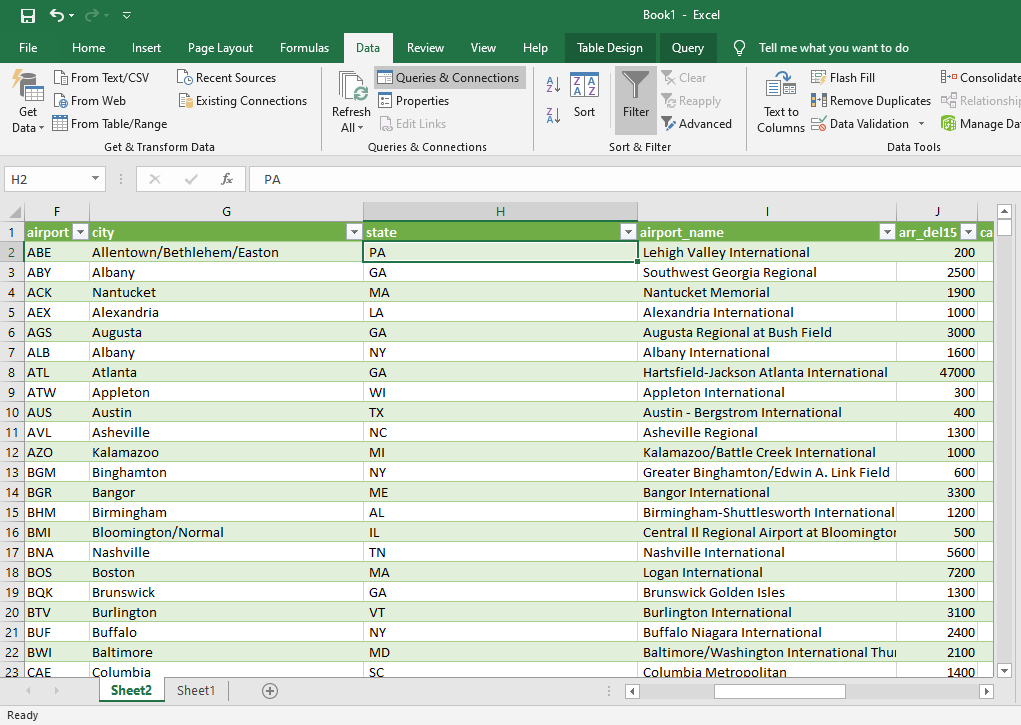 Book1 - Excel
File Home Insert Page Layout Formulas Data Review View Help Table Design Query Tell me what you want to do
Get Data
From Text/CSV
From Web
From Table/Range
Recent Sources
Existing Connections
Get & Transform Data
Refresh All
Queries & Connections
Properties
Edit Links
Queries & Connections
Sort
Filter
Clear
Reapply
Advanced
Sort & Filter
Text to Columns
Flash Fill
Remove Duplicates
Data Validation
Consolidate
Relationship
Manage Da
Data Tools
H2 fx PA
F G H I J
1 airport city state airport_name arr_del15 ca
2 ABE Allentown/Bethlehem/Easton PA Lehigh Valley International 200
3 ABY Albany GA Southwest Georgia Regional 2500
4 ACK Nantucket MA Nantucket Memorial 1900
5 AEX Alexandria LA Alexandria International 1000
6 AGS Augusta GA Augusta Regional at Bush Field 3000
7 ALB Albany NY Albany International 1600
8 ATL Atlanta GA Hartsfield-Jackson Atlanta International 47000
9 ATW Appleton WI Appleton International 300
10 AUS Austin TX Austin - Bergstrom International 400
11 AVL Asheville NC Asheville Regional 1300
12 AZO Kalamazoo MI Kalamazoo/Battle Creek International 1000
13 BGM Binghamton NY Greater Binghamton/Edwin A. Link Field 600
14 BGR Bangor ME Bangor International 3300
15 BHM Birmingham AL Birmingham-Shuttlesworth International 1200
16 BMI Bloomington/Normal IL Central Il Regional Airport at Bloomington 500
17 BNA Nashville TN Nashville International 5600
18 BOS Boston MA Logan International 7200
19 BQK Brunswick GA Brunswick Golden Isles 1300
20 BTV Burlington VT Burlington International 3100
21 BUF Buffalo NY Buffalo Niagara International 2400
22 BWI Baltimore MD Baltimore/Washington International Thu 2100
23 CAE Columbia SC Columbia Metropolitan 1400
Sheet2 Sheet1
Ready